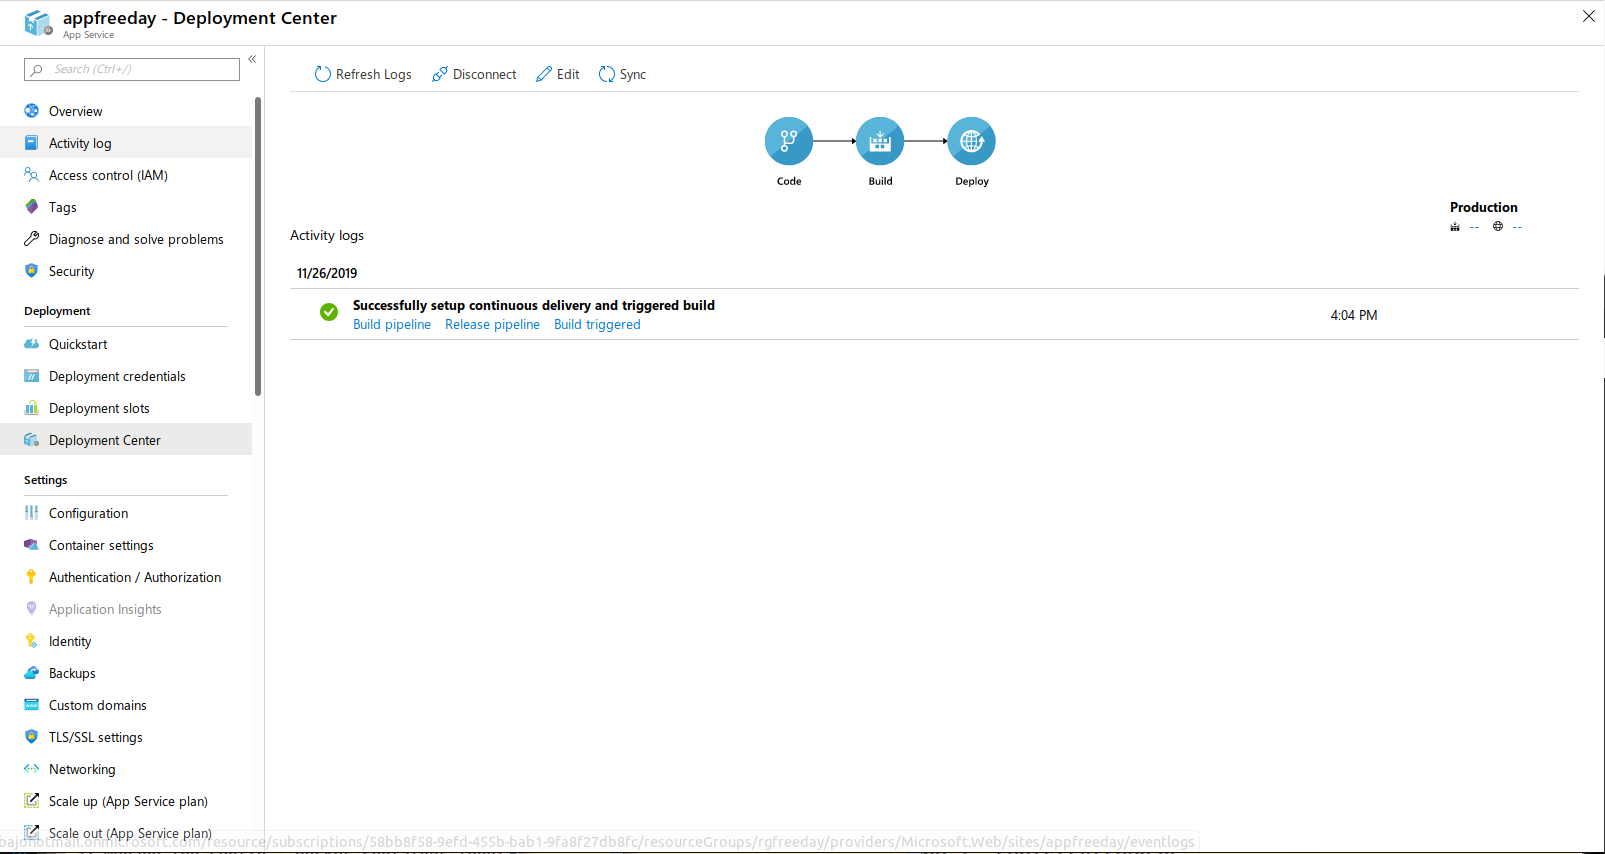 appfreeday - Deployment Center
App Service
Search (Ctrl+/)
«
Overview
Activity log
Access control (IAM)
Tags
Diagnose and solve problems
Security
Deployment
Quickstart
Deployment credentials
Deployment slots
Deployment Center
Settings
Configuration
Container settings
Authentication / Authorization
Application Insights
Identity
Backups
Custom domains
TLS/SSL settings
Networking
Scale up (App Service plan)
Scale out (App Service plan)
Refresh Logs Disconnect Edit Sync
Code Build Deploy
Production
-- --
Activity logs
11/26/2019
Successfully setup continuous delivery and triggered build
Build pipeline Release pipeline Build triggered
4:04 PM
bajohotmail.onmicrosoft.com/resource/subscriptions/58bb8f58-9efd-455b-bab1-9fa8f27db8fc/resourceGroups/rgfreeday/providers/Microsoft.Web/sites/appfreeday/eventlogs